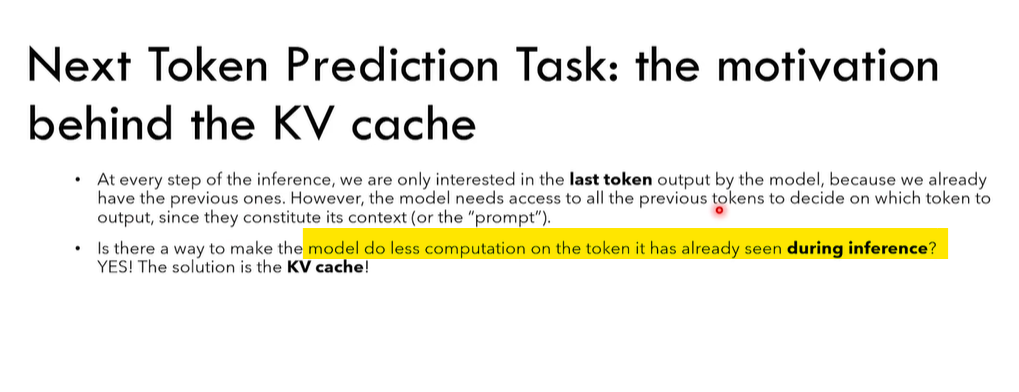 Next Token Prediction Task: the motivation
behind the KV cache
• At every step of the inference, we are only interested in the last token output by the model, because we already
have the previous ones. However, the model needs access to all the previous tokens to decide on which token to
output, since they constitute its context (or the "prompt").
• Is there a way to make the model do less computation on the token it has already seen during inference?
YES! The solution is the KV cache!